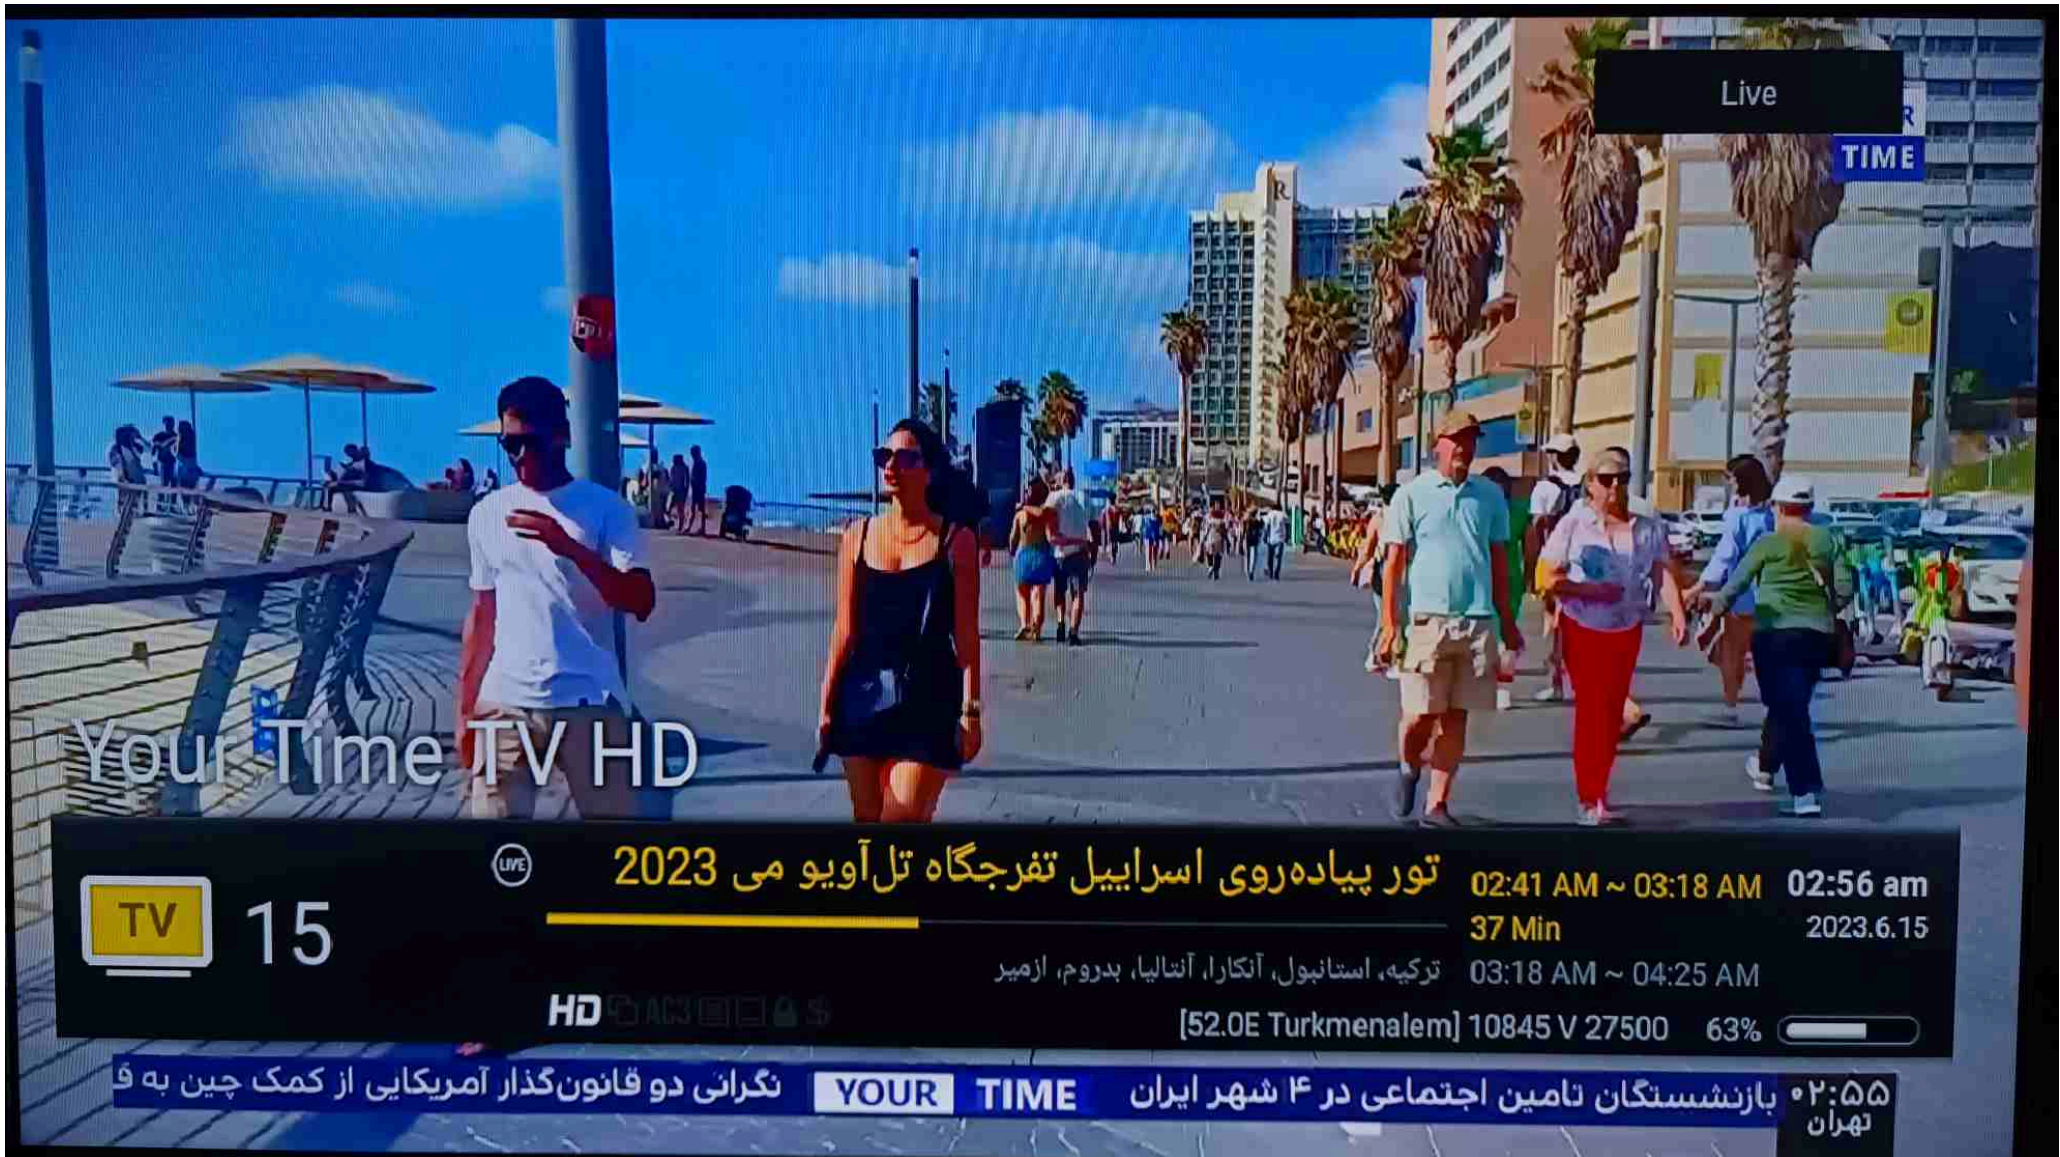 Live
R
TIME
R
Your Time TV HD
TV
15
LIVE
تور پیاده‌روی اسراییل تفرجگاه تل‌آویو می 2023
02:41 AM ~ 03:18 AM
02:56 am
37 Min
2023.6.15
ترکیه، استانبول، آنکارا، آنتالیا، بدروم، ازمیر
03:18 AM ~ 04:25 AM
HD
AC3
$
[52.0E Turkmenalem] 10845 V 27500
63%
۰۲:۵۵
تهران
بازنشستگان تامین اجتماعی در ۴ شهر ایران YOUR TIME نگرانی دو قانون‌گذار آمریکایی از کمک چین به ق